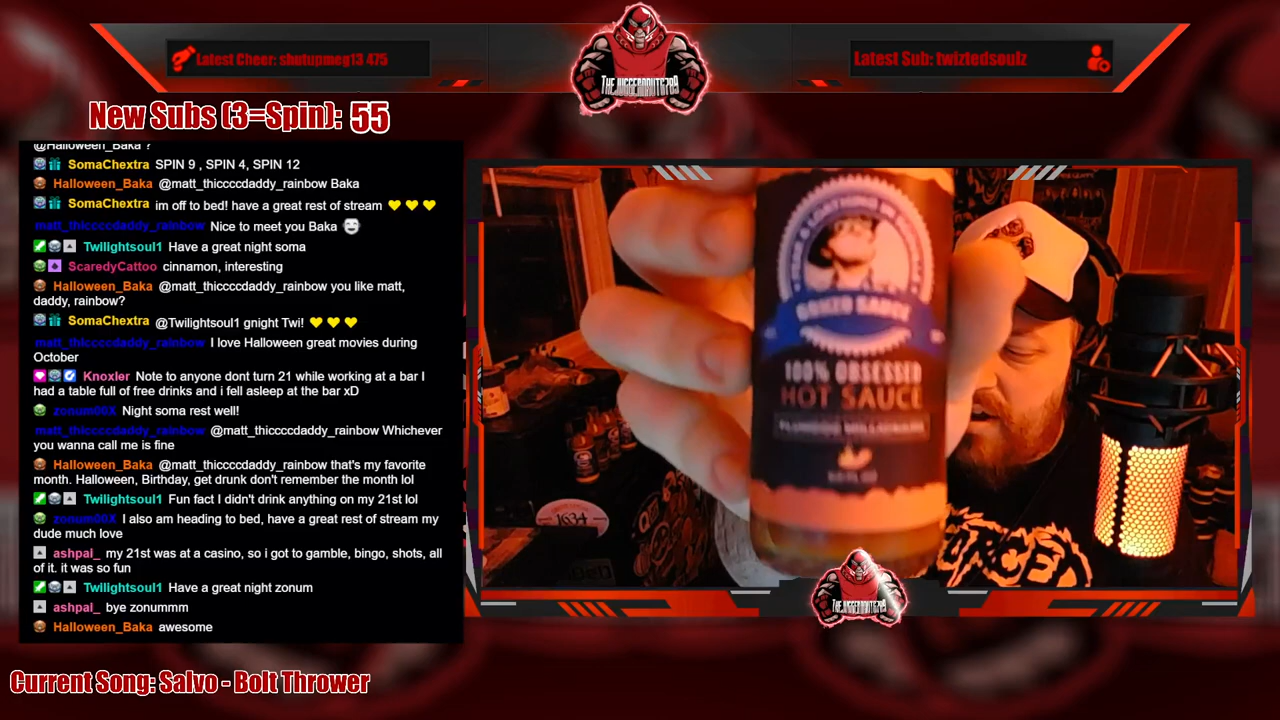 Latest Cheer: shutupmeg13 475
THEJUGGERNAUT6789
Latest Sub: twiztedsoulz
New Subs (3=Spin): 55
@Halloween_Baka ?
SomaChextra SPIN 9 , SPIN 4, SPIN 12
Halloween_Baka @matt_thiccccdaddy_rainbow Baka
SomaChextra im off to bed! have a great rest of stream
matt_thiccccdaddy_rainbow Nice to meet you Baka
Twilightsoul1 Have a great night soma
ScaredyCattoo cinnamon, interesting
Halloween_Baka @matt_thiccccdaddy_rainbow you like matt,
daddy, rainbow?
SomaChextra @Twilightsoul1 gnight Twi!
matt_thiccccdaddy_rainbow I love Halloween great movies during
October
Knoxler Note to anyone dont turn 21 while working at a bar I
had a table full of free drinks and i fell asleep at the bar xD
zonum00X Night soma rest well!
matt_thiccccdaddy_rainbow @matt_thiccccdaddy_rainbow Whichever
you wanna call me is fine
Halloween_Baka @matt_thiccccdaddy_rainbow that's my favorite
month. Halloween, Birthday, get drunk don't remember the month lol
Twilightsoul1 Fun fact I didn't drink anything on my 21st lol
zonum00X I also am heading to bed, have a great rest of stream my
dude much love
ashpal_ my 21st was at a casino, so i got to gamble, bingo, shots, all
of it. it was so fun
Twilightsoul1 Have a great night zonum
ashpal_ bye zonummm
Halloween_Baka awesome
100% OBSESSED
HOT SAUCE
1634
Current Song: Salvo - Bolt Thrower